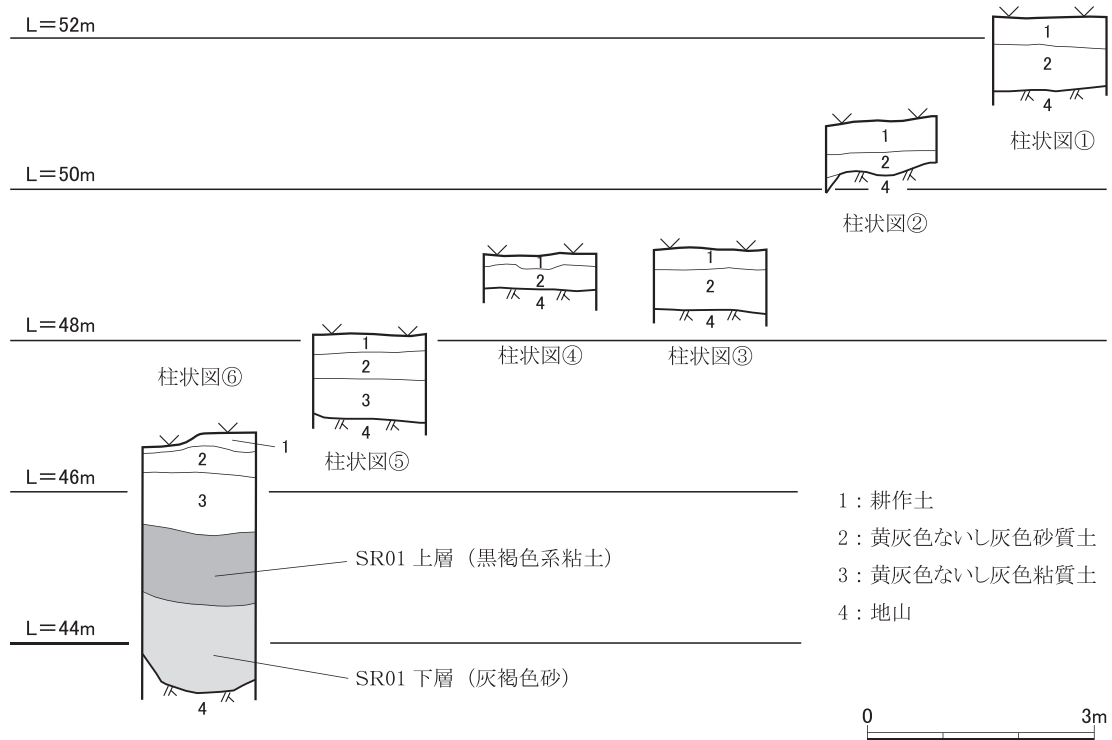 L＝52m
1
2
4
柱状図①
1
2
4
L＝50m
柱状図②
1
2
4
柱状図③
1
2
4
柱状図④
L＝48m
1
2
3
4
柱状図⑤
柱状図⑥
1
2
3
L＝46m
SR01 上層（黒褐色系粘土）
L＝44m
SR01 下層（灰褐色砂）
4
1：耕作土
2：黄灰色ないし灰色砂質土
3：黄灰色ないし灰色粘質土
4：地山
0 3m